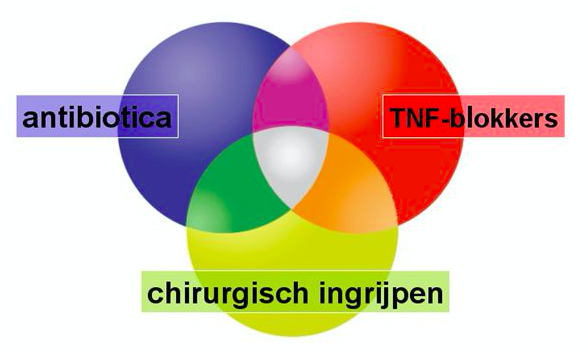 antibiotica
TNF-blokkers
chirurgisch ingrijpen